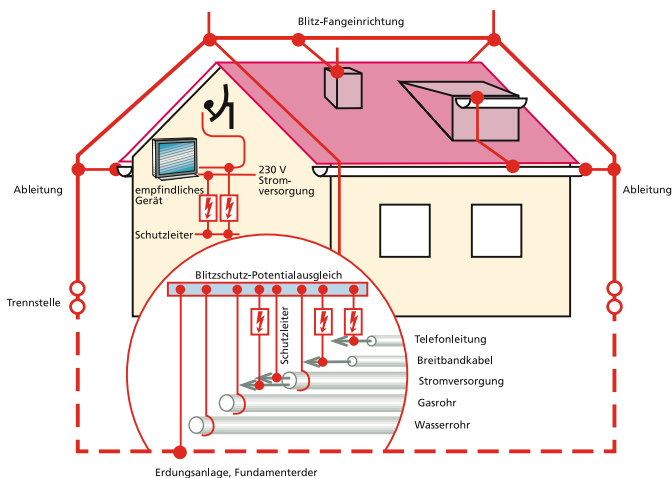 Blitz-Fangeinrichtung
230 V
Strom-
versorgung
empfindliches
Gerät
Ableitung
Ableitung
Schutzleiter
Blitzschutz-Potentialausgleich
Trennstelle
Schutzleiter
Telefonleitung
Breitbandkabel
Stromversorgung
Gasrohr
Wasserrohr
Erdungsanlage, Fundamenterder